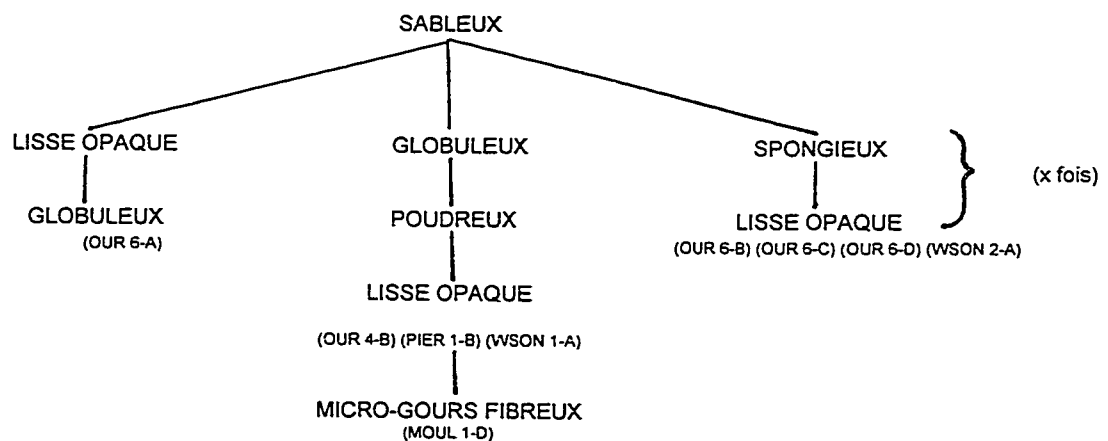 SABLEUX
LISSE OPAQUE
GLOBULEUX
SPONGIEUX
(x fois)
GLOBULEUX
(OUR 6-A)
POUDREUX
LISSE OPAQUE
(OUR 6-B) (OUR 6-C) (OUR 6-D) (WSON 2-A)
LISSE OPAQUE
(OUR 4-B) (PIER 1-B) (WSON 1-A)
MICRO-GOURS FIBREUX
(MOUL 1-D)